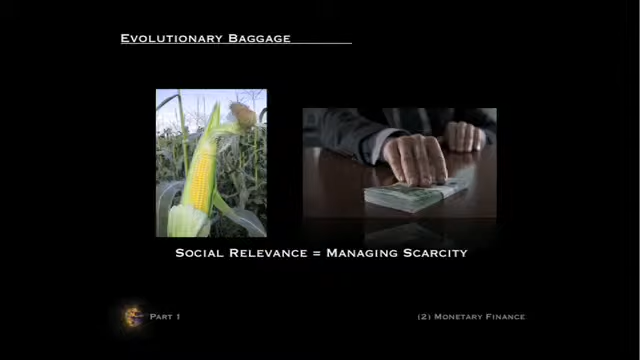 Evolutionary Baggage
Social Relevance = Managing Scarcity
Part 1
(2) Monetary Finance